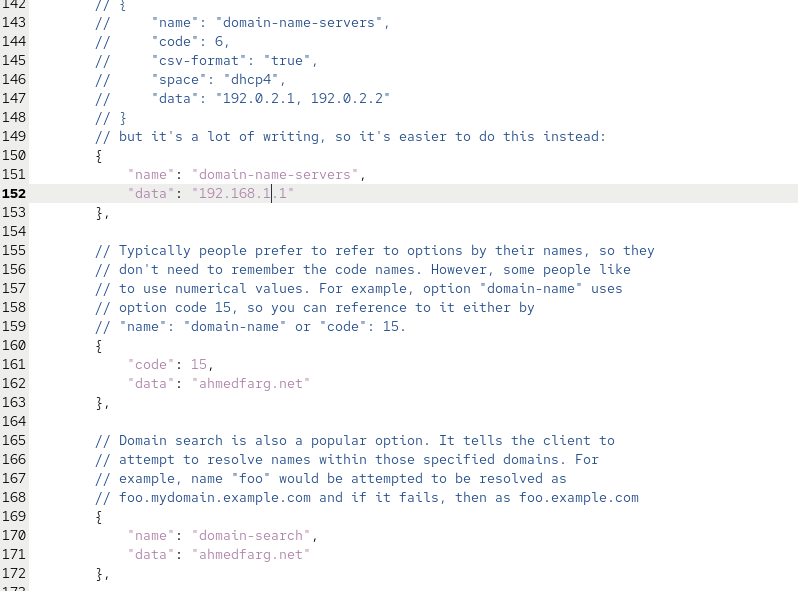 142        // {
143        //     "name": "domain-name-servers",
144        //     "code": 6,
145        //     "csv-format": "true",
146        //     "space": "dhcp4",
147        //     "data": "192.0.2.1, 192.0.2.2"
148        // }
149        // but it's a lot of writing, so it's easier to do this instead:
150        {
151            "name": "domain-name-servers",
152            "data": "192.168.1.1"
153        },
154
155        // Typically people prefer to refer to options by their names, so they
156        // don't need to remember the code names. However, some people like
157        // to use numerical values. For example, option "domain-name" uses
158        // option code 15, so you can reference to it either by
159        // "name": "domain-name" or "code": 15.
160        {
161            "code": 15,
162            "data": "ahmedfarg.net"
163        },
164
165        // Domain search is also a popular option. It tells the client to
166        // attempt to resolve names within those specified domains. For
167        // example, name "foo" would be attempted to be resolved as
168        // foo.mydomain.example.com and if it fails, then as foo.example.com
169        {
170            "name": "domain-search",
171            "data": "ahmedfarg.net"
172        },